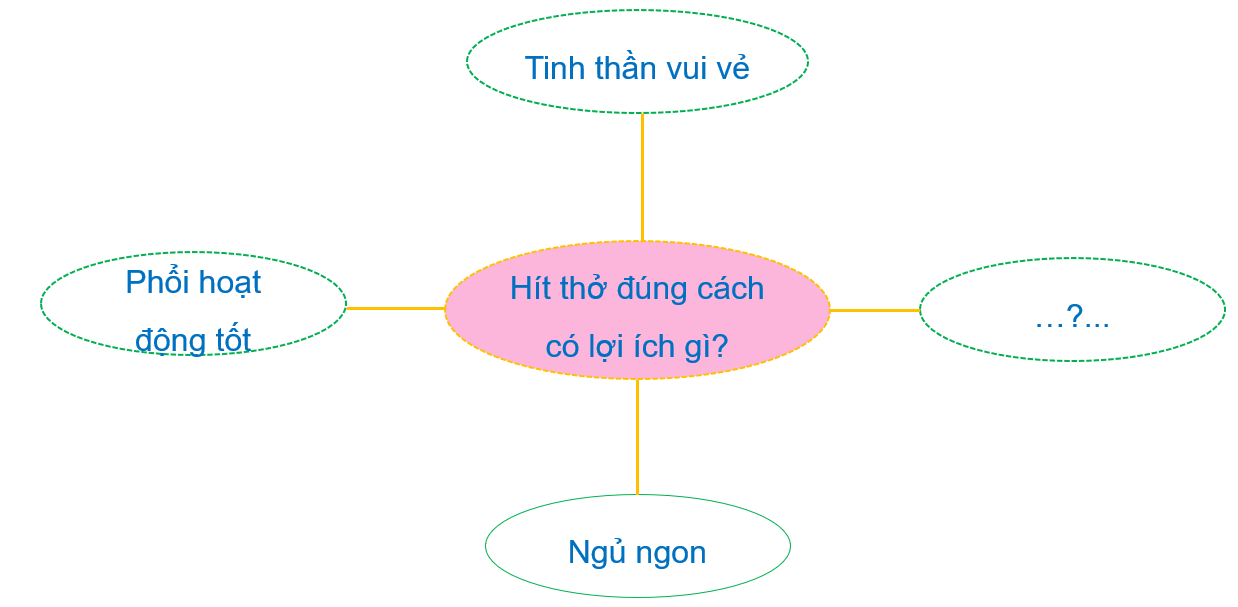 Tinh thần vui vẻ
Phổi hoạt
động tốt
Hít thở đúng cách
có lợi ích gì?
…?...
Ngủ ngon